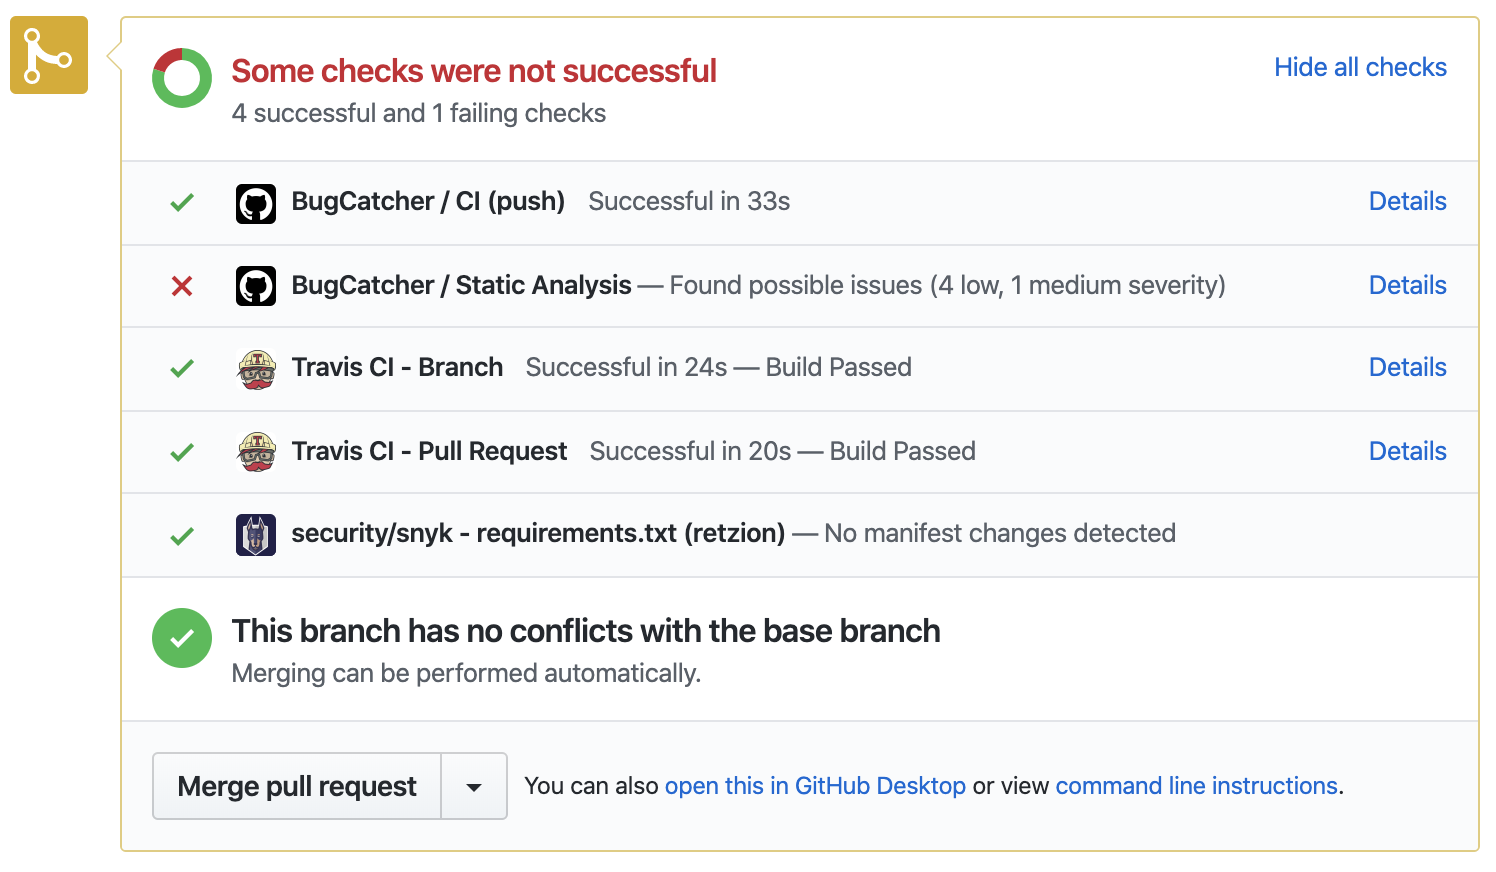 Some checks were not successful
Hide all checks
4 successful and 1 failing checks
BugCatcher / CI (push) Successful in 33s Details
BugCatcher / Static Analysis — Found possible issues (4 low, 1 medium severity) Details
Travis CI - Branch Successful in 24s — Build Passed Details
Travis CI - Pull Request Successful in 20s — Build Passed Details
security/snyk - requirements.txt (retzion) — No manifest changes detected
This branch has no conflicts with the base branch
Merging can be performed automatically.
Merge pull request You can also open this in GitHub Desktop or view command line instructions.